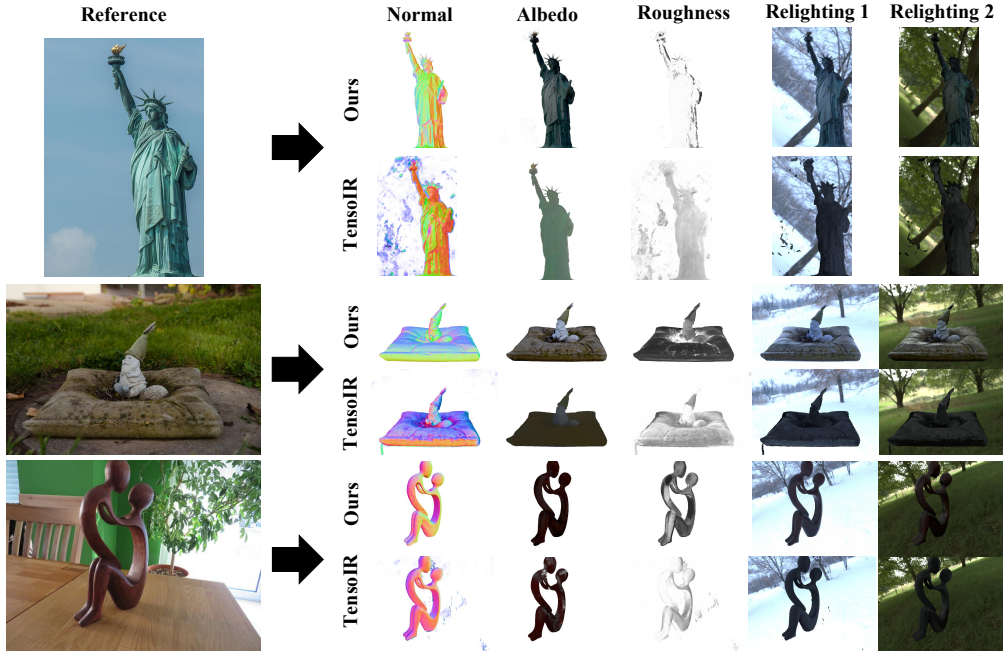 Reference
Normal
Albedo
Roughness
Relighting 1
Relighting 2
Ours
TensoIR
Ours
TensoIR
Ours
TensoIR